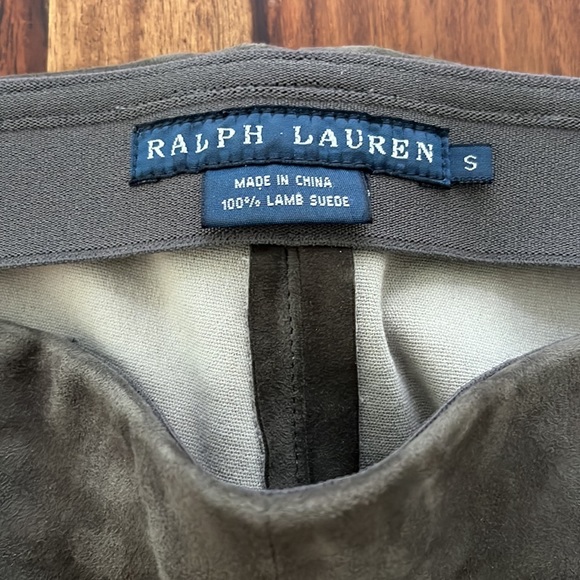 RALPH LAUREN
S
MADE IN CHINA
100% LAMB SUEDE